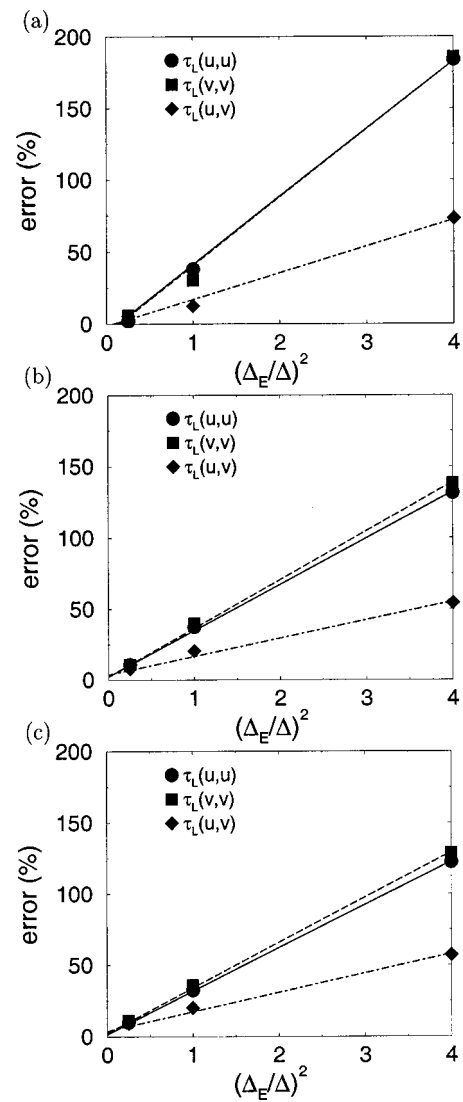 (a)
200
150
100
50
0
error (%)
τL(u,u)
τL(v,v)
τL(u,v)
0 1 2 3 4
(ΔE/Δ)²
(b)
200
150
100
50
0
error (%)
τL(u,u)
τL(v,v)
τL(u,v)
0 1 2 3 4
(ΔE/Δ)²
(c)
200
150
100
50
0
error (%)
τL(u,u)
τL(v,v)
τL(u,v)
0 1 2 3 4
(ΔE/Δ)²